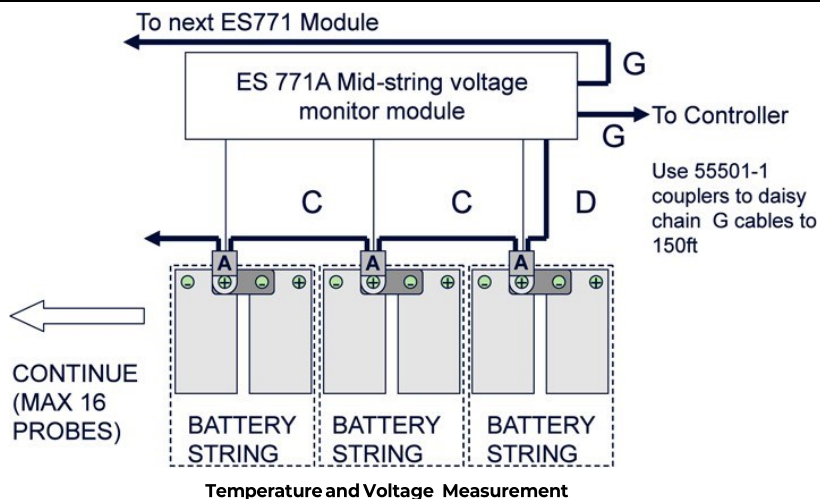 To next ES771 Module
G
ES 771A Mid-string voltage
monitor module
To Controller
G
Use 55501-1
couplers to daisy
chain G cables to
150ft
C
C
D
A
A
A
- + - +
- + - +
- + - +
CONTINUE
(MAX 16
PROBES)
BATTERY
STRING
BATTERY
STRING
BATTERY
STRING
Temperature and Voltage Measurement